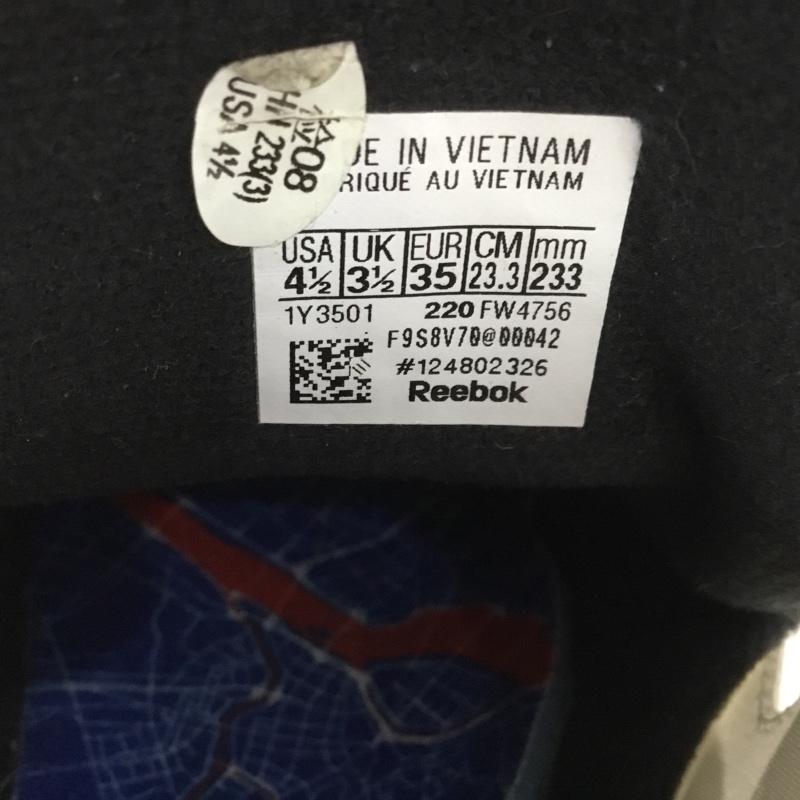 DE IN VIETNAM
RIQUÉ AU VIETNAM
USA UK EUR CM mm
4½ 3½ 35 23.3 233
1Y3501 220 FW4756
F9S8V70@00042
#124802326
Reebok
08
233(3)
USA 4½